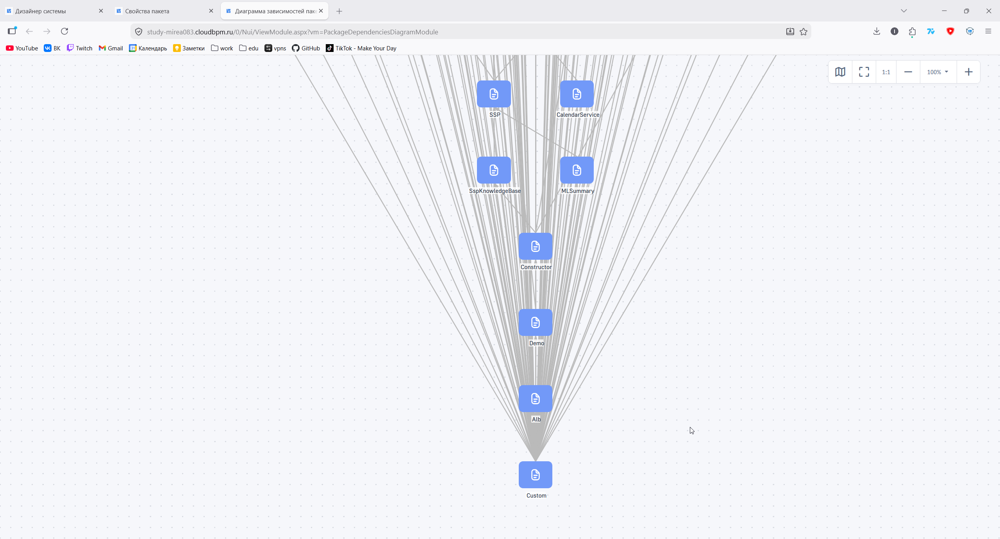 Дизайнер системы
Свойства пакета
Диаграмма зависимостей пак
study-mirea083.cloudbpm.ru/0/Nui/ViewModule.aspx?vm=PackageDependenciesDiagramModule
YouTube
ВК
Twitch
Gmail
31
Календарь
Заметки
work
edu
vpns
GitHub
TikTok - Make Your Day
1:1
100%
SSP
CalendarService
SspKnowledgeBase
MLSummary
Constructor
Demo
Alb
Custom